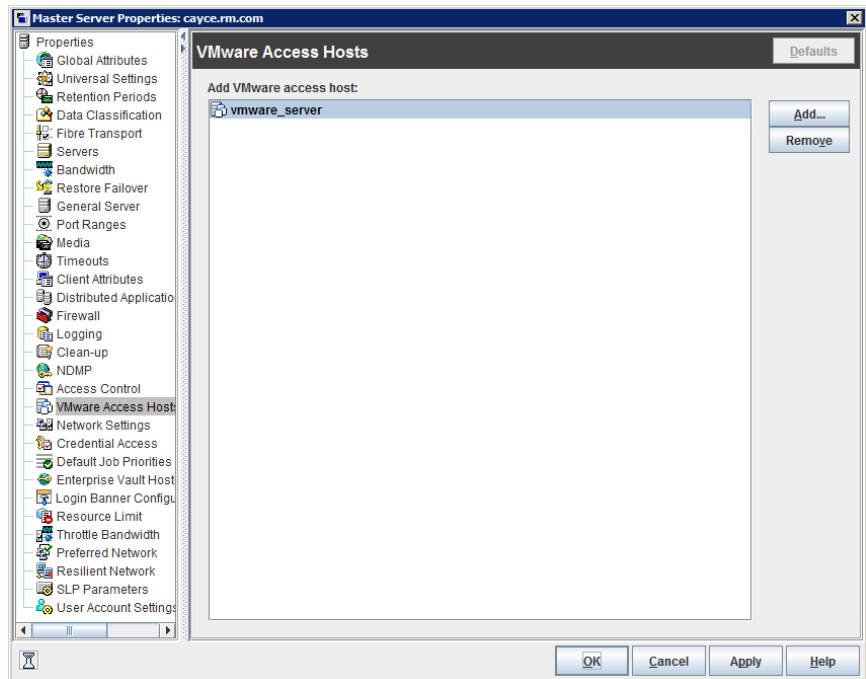 Master Server Properties: cayce.rm.com
Properties
Global Attributes
Universal Settings
Retention Periods
Data Classification
Fibre Transport
Servers
Bandwidth
Restore Failover
General Server
Port Ranges
Media
Timeouts
Client Attributes
Distributed Applicatio
Firewall
Logging
Clean-up
NDMP
Access Control
VMware Access Hosts
Network Settings
Credential Access
Default Job Priorities
Enterprise Vault Host
Login Banner Configu
Resource Limit
Throttle Bandwidth
Preferred Network
Resilient Network
SLP Parameters
User Account Settings
VMware Access Hosts
Defaults
Add VMware access host:
vmware_server
Add...
Remove
OK
Cancel
Apply
Help